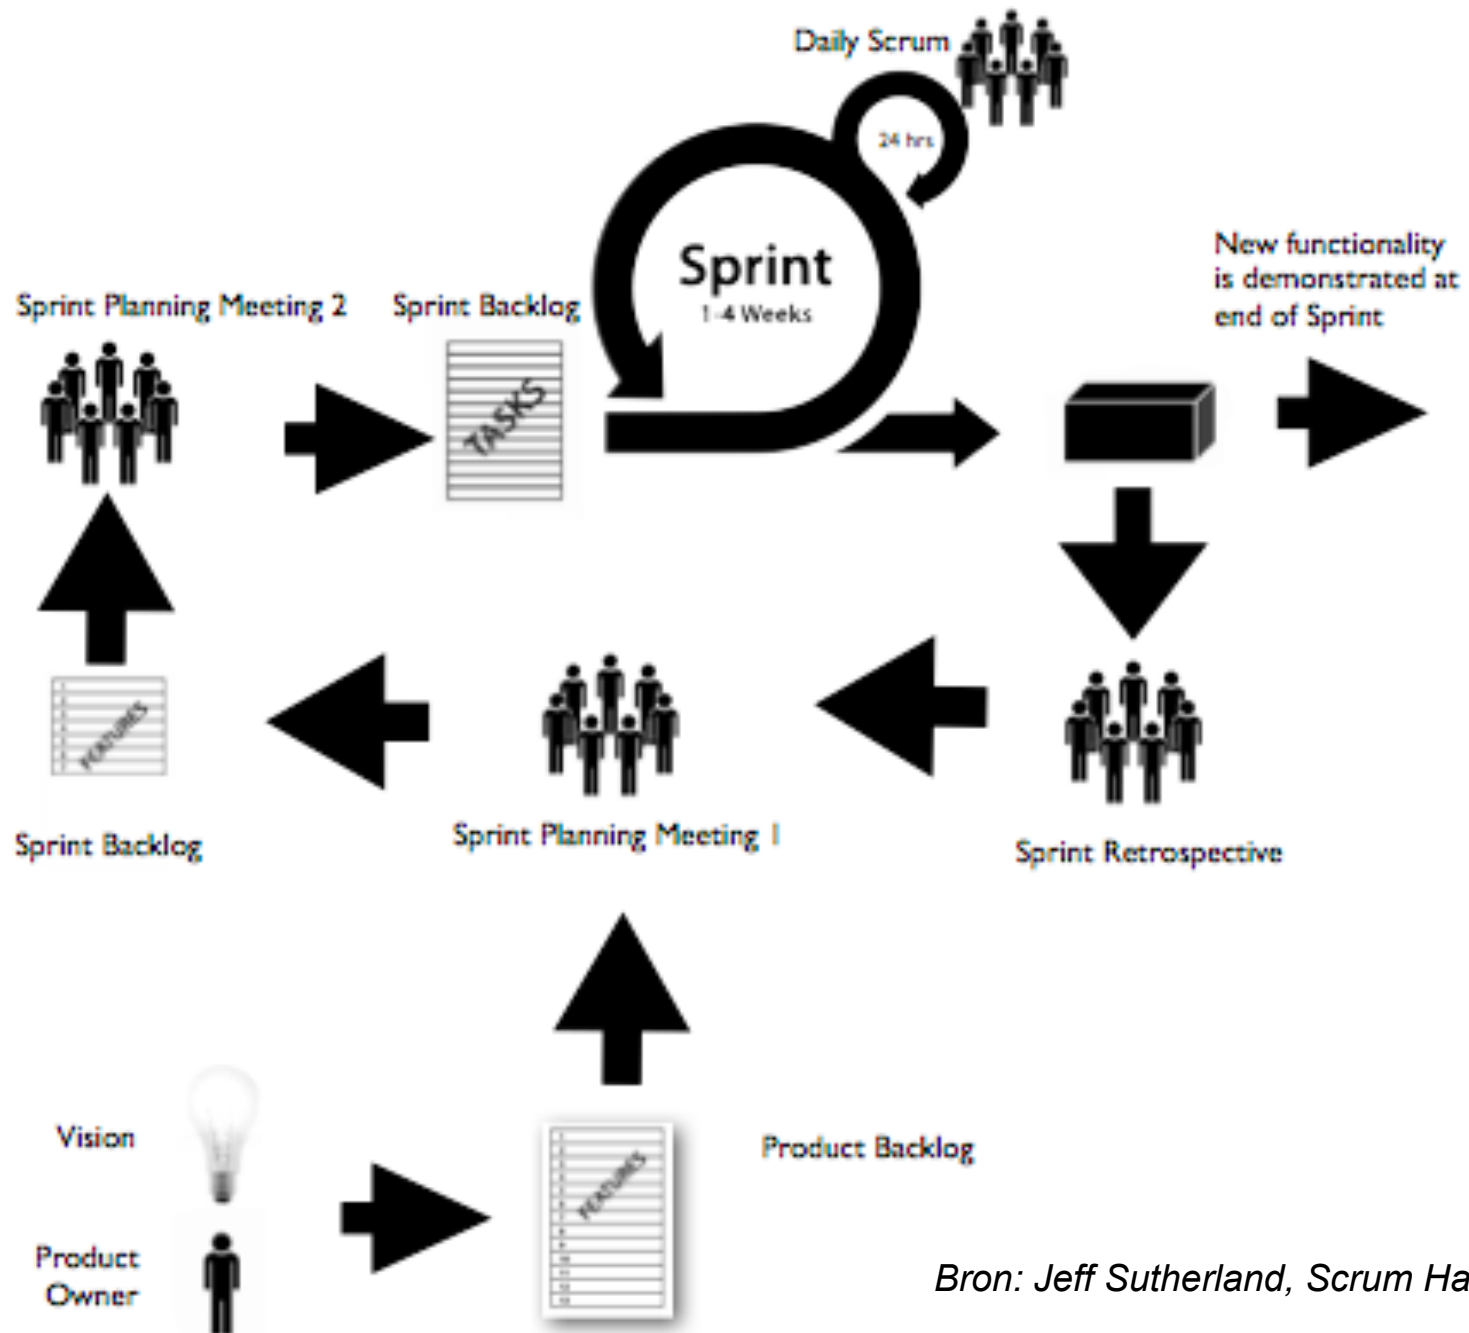 Daily Scrum
24 hrs
Sprint
1-4 Weeks
New functionality
is demonstrated at
end of Sprint
Sprint Planning Meeting 2
Sprint Backlog
TASKS
FEATURES
Sprint Backlog
Sprint Planning Meeting 1
Sprint Retrospective
Vision
Product
Owner
FEATURES
Product Backlog
Bron: Jeff Sutherland, Scrum Ha